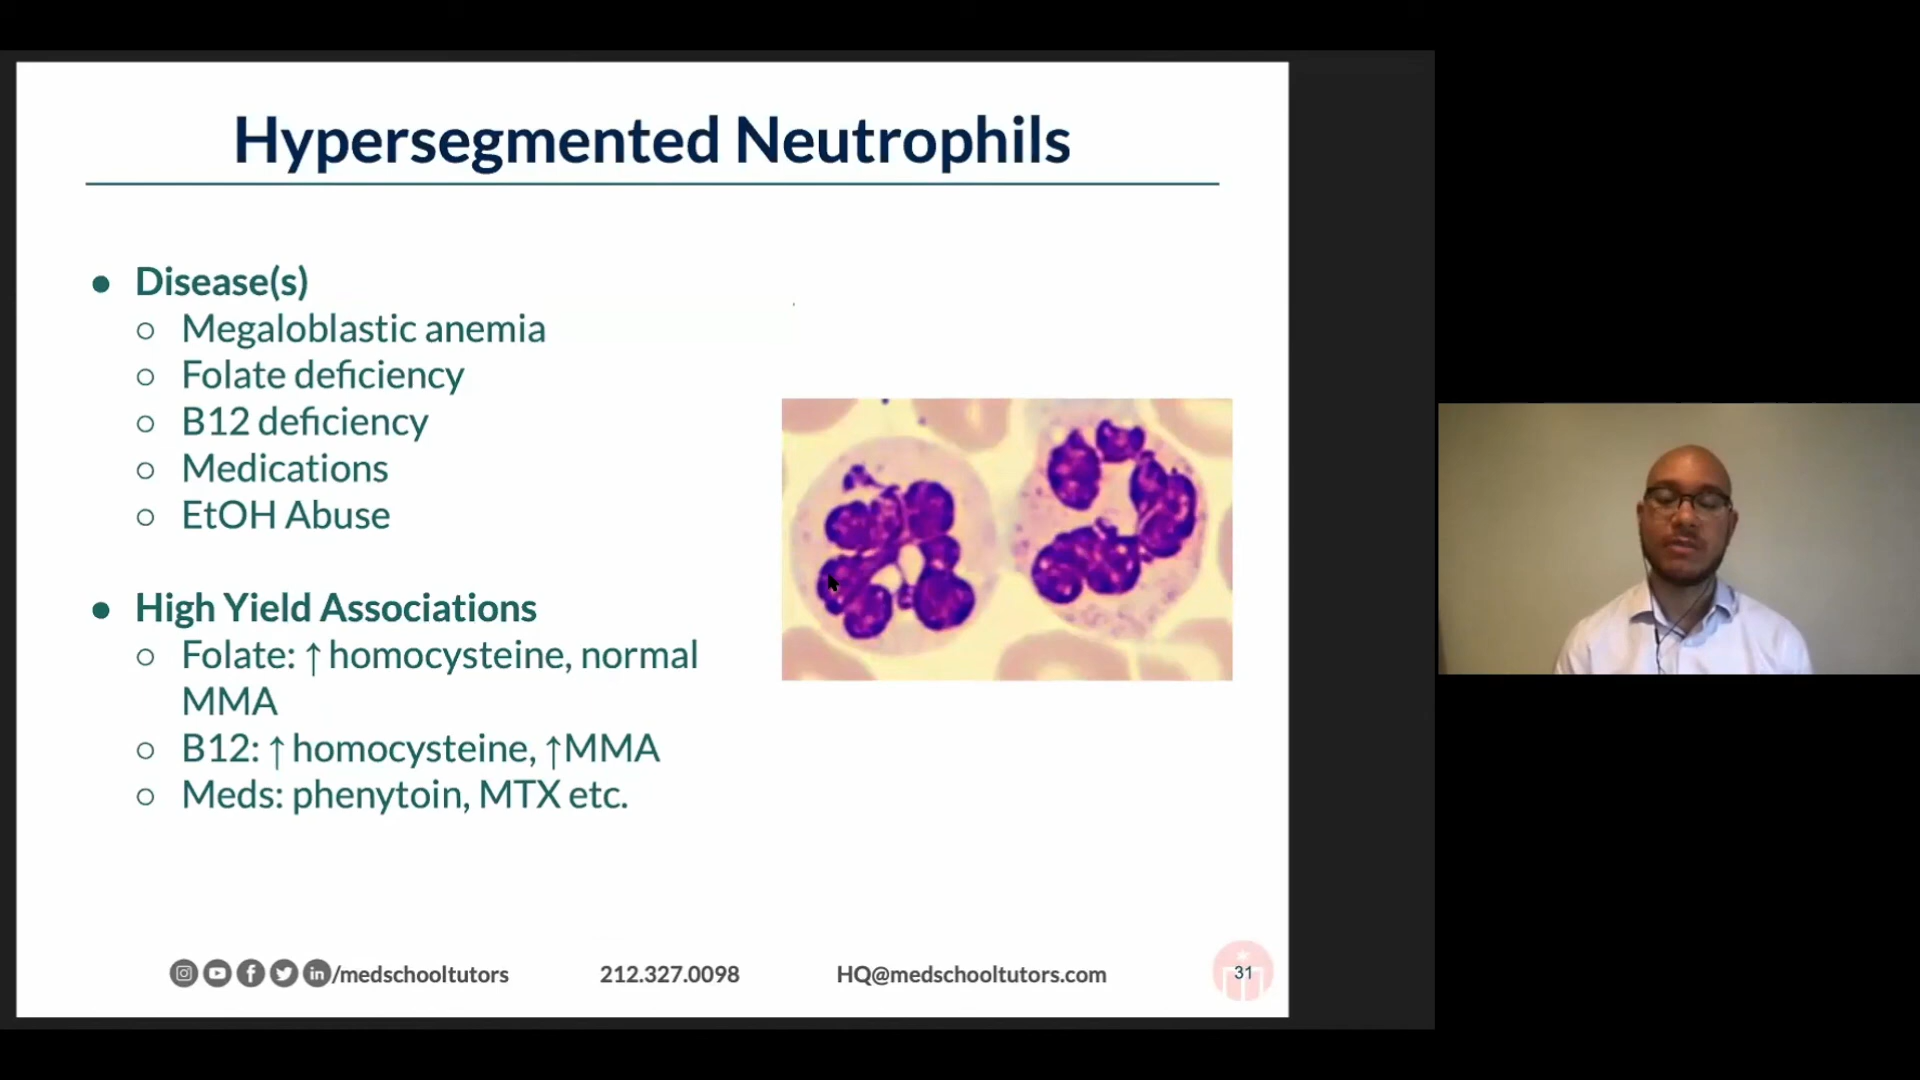 Hypersegmented Neutrophils
● Disease(s)
○ Megaloblastic anemia
○ Folate deficiency
○ B12 deficiency
○ Medications
○ EtOH Abuse
● High Yield Associations
○ Folate: ↑homocysteine, normal
MMA
○ B12: ↑homocysteine, ↑MMA
○ Meds: phenytoin, MTX etc.
/medschooltutors 212.327.0098 HQ@medschooltutors.com 31